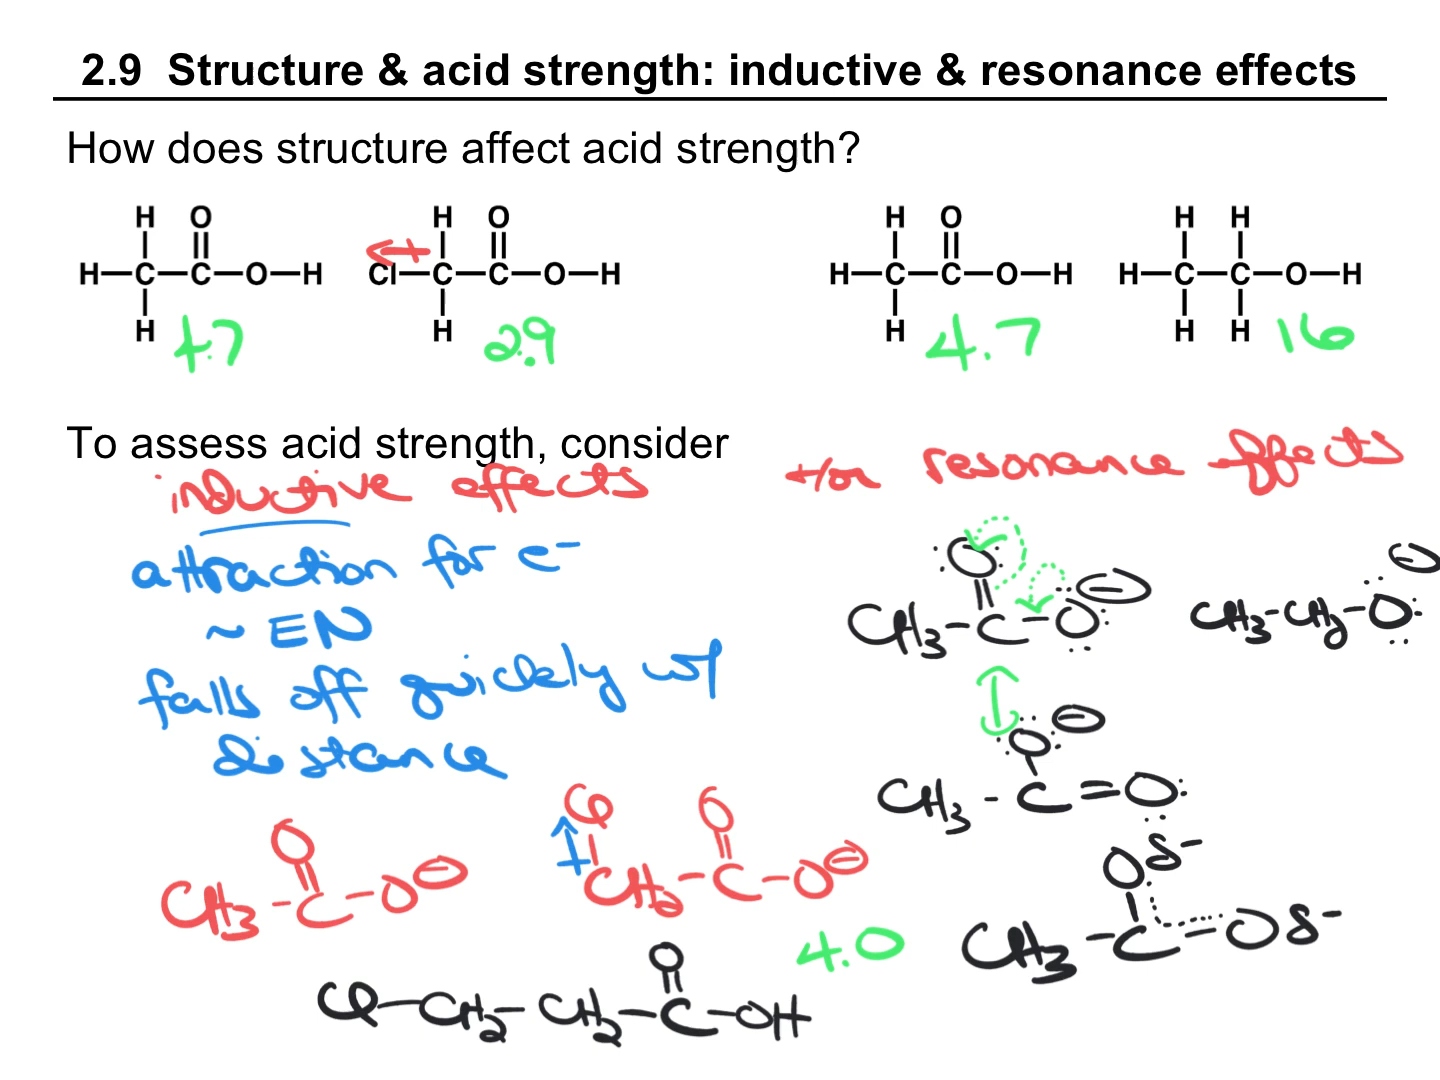 2.9 Structure & acid strength: inductive & resonance effects
How does structure affect acid strength?
H O H O H O H H
H—C—C—O—H Cl—C—C—O—H H—C—C—O—H H—C—C—O—H
H H H H H
4.7 2.9 4.7 16
To assess acid strength, consider
inductive effects +/or resonance effects
attraction for e−
~ EN
falls off quickly w/
distance
O
CH3-C-O ⊖
CH3-CH2-O ⊖
O ⊖
CH3-C=O
O
CH3-C-O ⊖
Cl
O
CH2-C-O ⊖
O δ-
CH3-C=O δ-
4.0
O
Cl-CH2-CH2-C-OH